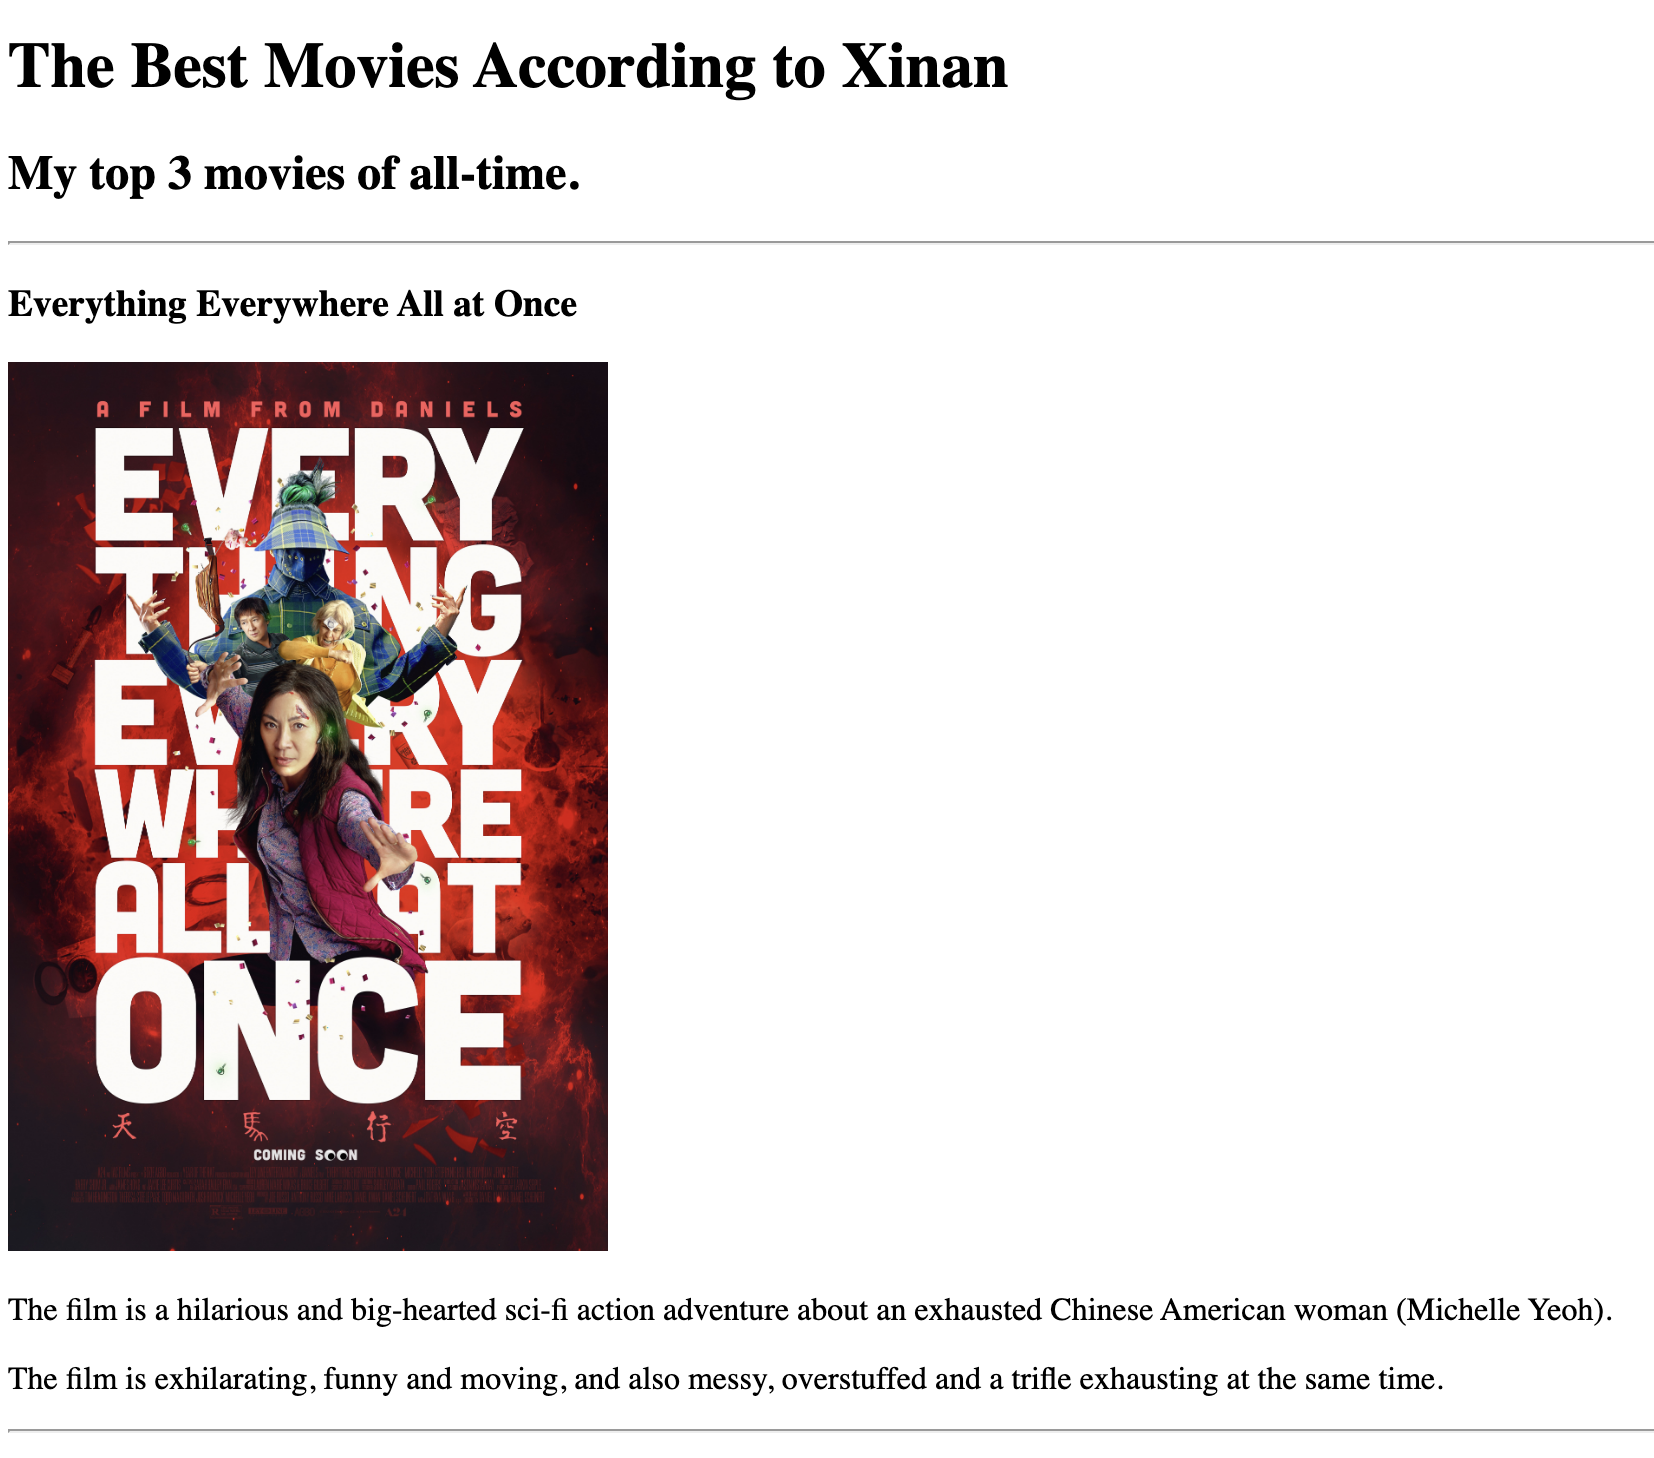 The Best Movies According to Xinan
My top 3 movies of all-time.
Everything Everywhere All at Once
A FILM FROM DANIELS
EVERY
THING
EVERY
WHERE
ALL AT
ONCE
天 馬 行 空
COMING SOON
The film is a hilarious and big-hearted sci-fi action adventure about an exhausted Chinese American woman (Michelle Yeoh).
The film is exhilarating, funny and moving, and also messy, overstuffed and a trifle exhausting at the same time.